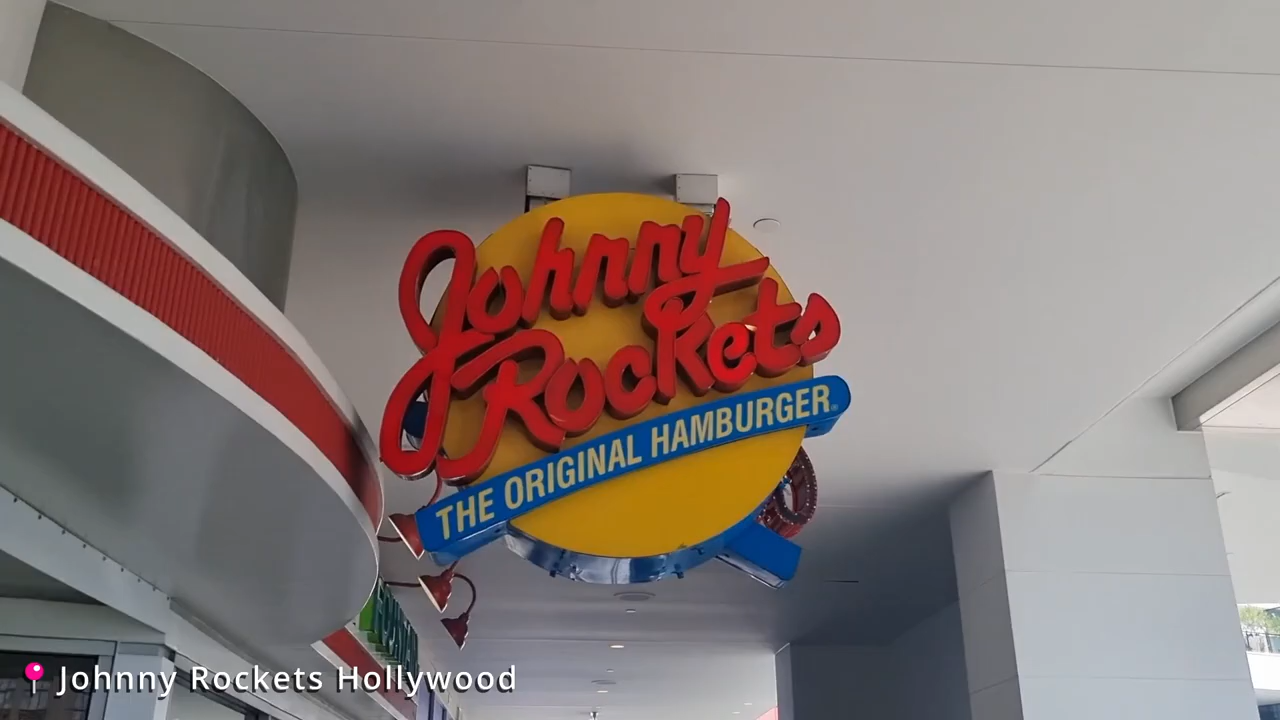 Johnny
Rockets
THE ORIGINAL HAMBURGER®
Johnny Rockets Hollywood